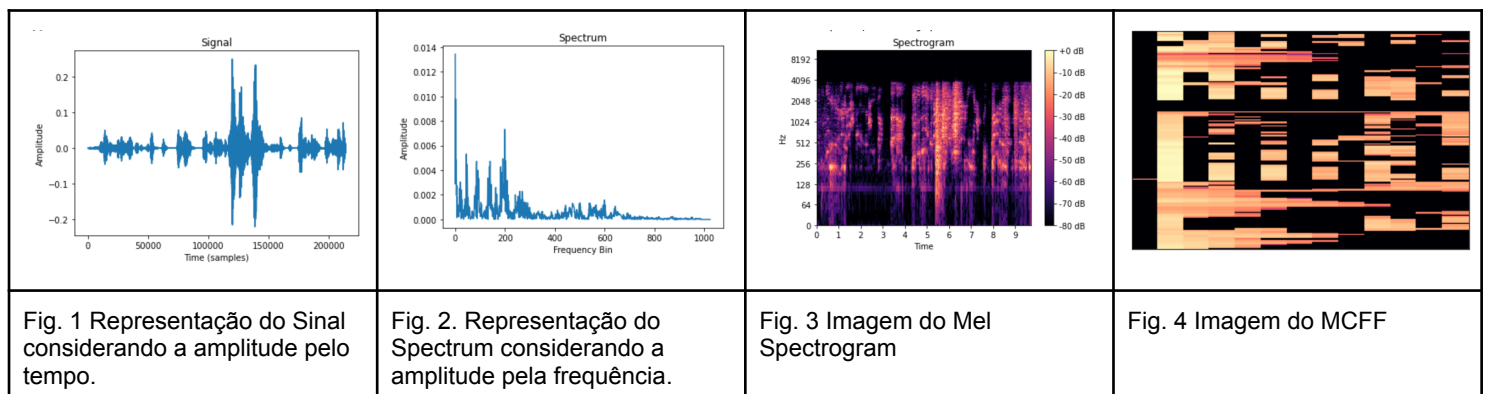 Signal
0.2
0.1
0.0
−0.1
−0.2
Amplitude
0 50000 100000 150000 200000
Time (samples)
Spectrum
0.014
0.012
0.010
0.008
0.006
0.004
0.002
0.000
Amplitude
0 200 400 600 800 1000
Frequency Bin
Spectrogram
8192
4096
2048
1024
512
256
128
64
0
Hz
0 1 2 3 4 5 6 7 8 9
Time
+0 dB
-10 dB
-20 dB
-30 dB
-40 dB
-50 dB
-60 dB
-70 dB
-80 dB
Fig. 1 Representação do Sinal
considerando a amplitude pelo
tempo.
Fig. 2. Representação do
Spectrum considerando a
amplitude pela frequência.
Fig. 3 Imagem do Mel
Spectrogram
Fig. 4 Imagem do MCFF